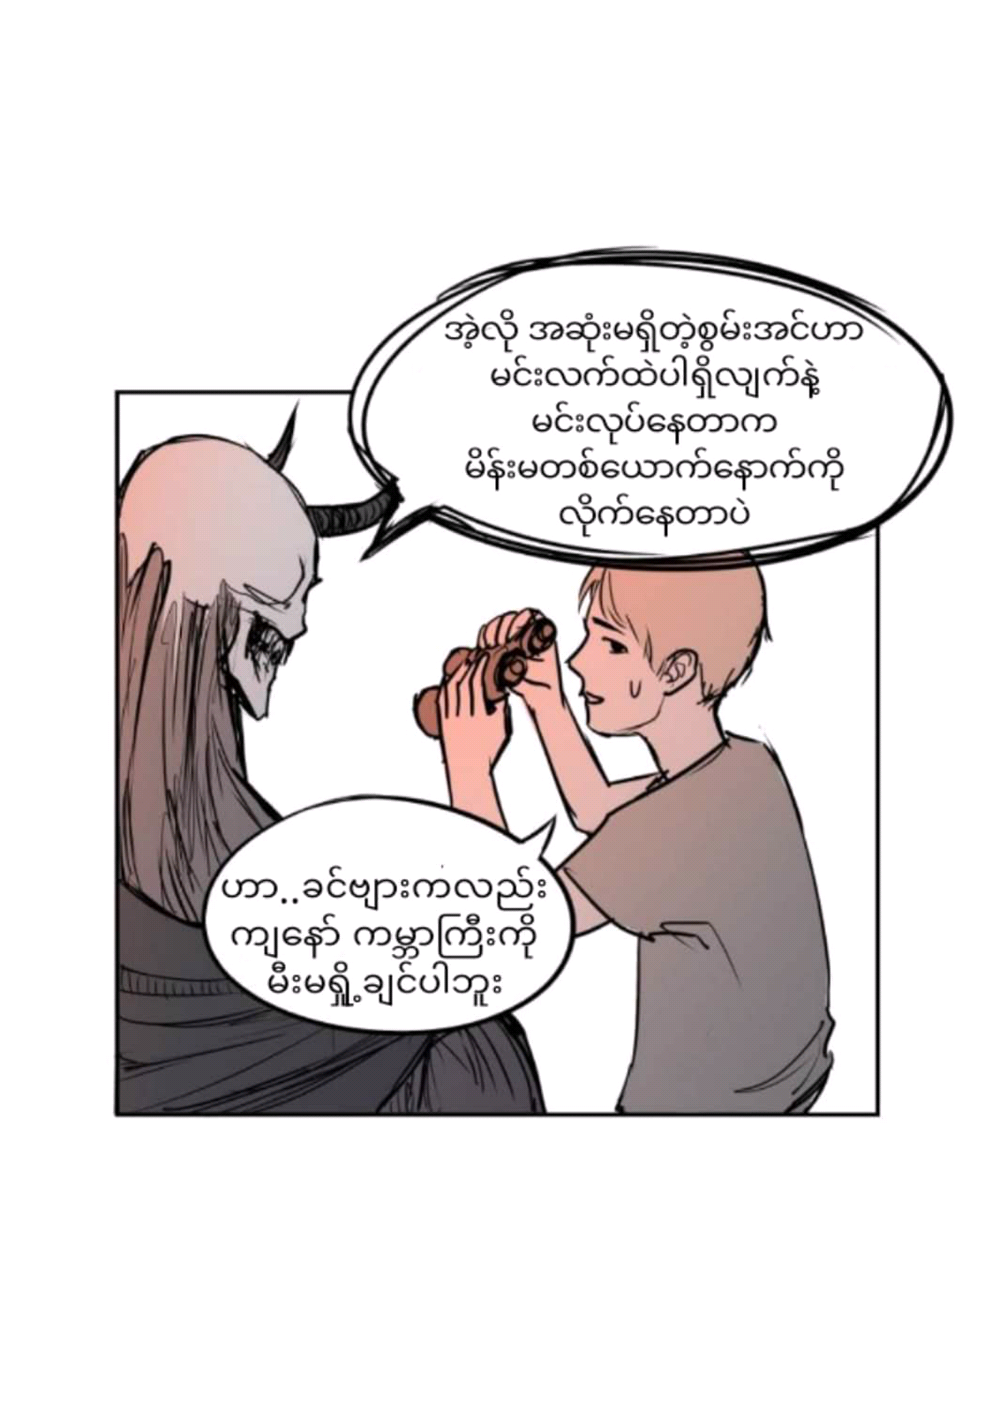 အဲ့လို အဆုံးမရှိတဲ့စွမ်းအင်ဟာ
မင်းလက်ထဲပါရှိလျက်နဲ့
မင်းလုပ်နေတာက
မိန်းမတစ်ယောက်နောက်ကို
လိုက်နေတာပဲ
ဟာ..ခင်ဗျားကလည်း
ကျနော် ကမ္ဘာကြီးကို
မီးမရှို့ချင်ပါဘူး